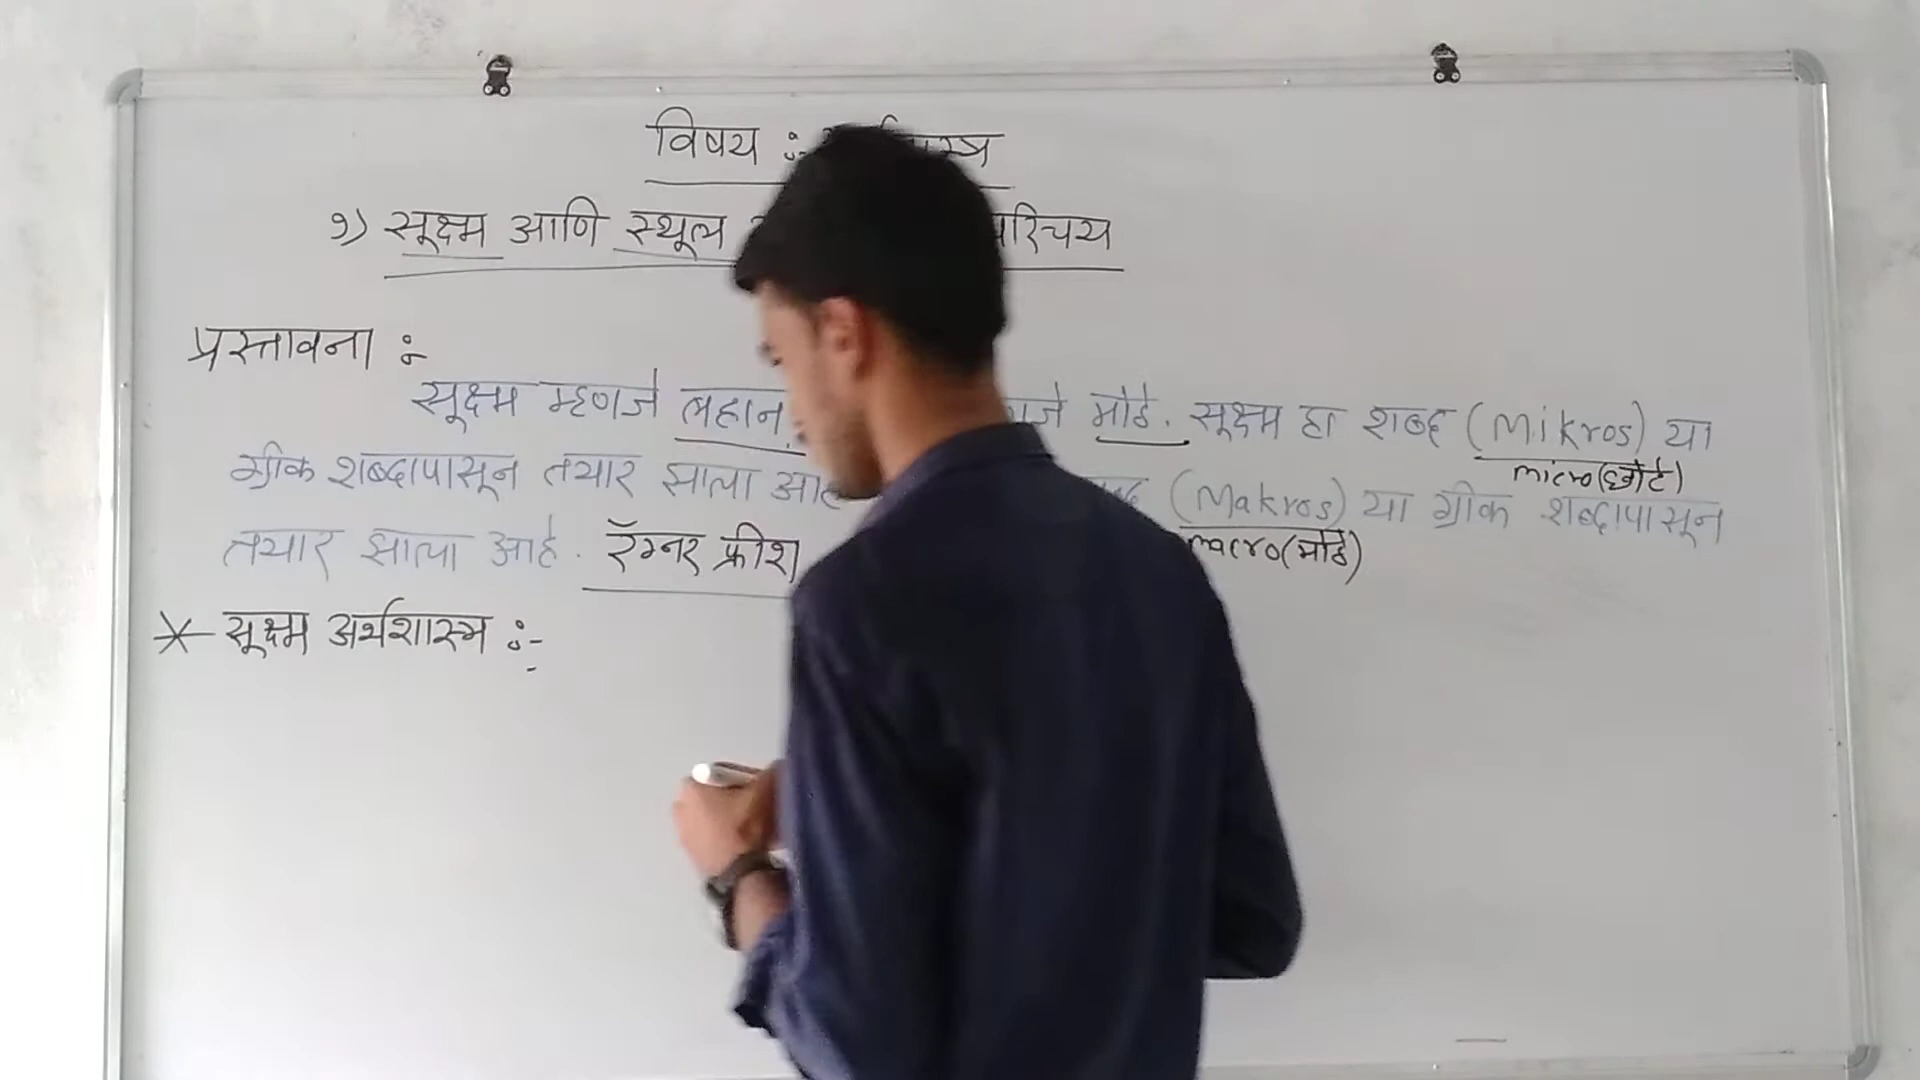 विषय :-
१) सूक्ष्म आणि स्थूल परिचय
प्रस्तावना :-
सूक्ष्म म्हणजे लहान मोठे. सूक्ष्म हा शब्द (Mikros) या
micro(छोटे)
ग्रीक शब्दापासून तयार झाला (Makros) या ग्रीक शब्दापासून
macro(मोठे)
तयार झाला आहे. रॅग्नर फ्रीश
* सूक्ष्म अर्थशास्त्र :-